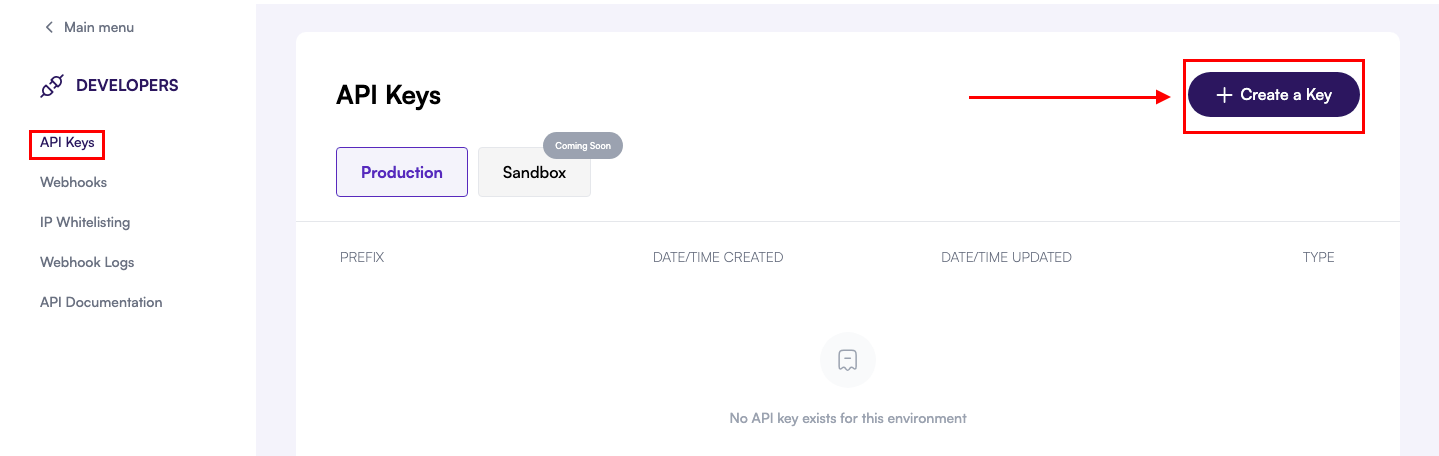 Main menu
DEVELOPERS
API Keys
Webhooks
IP Whitelisting
Webhook Logs
API Documentation
API Keys
Create a Key
Coming Soon
Production
Sandbox
PREFIX DATE/TIME CREATED DATE/TIME UPDATED TYPE
No API key exists for this environment